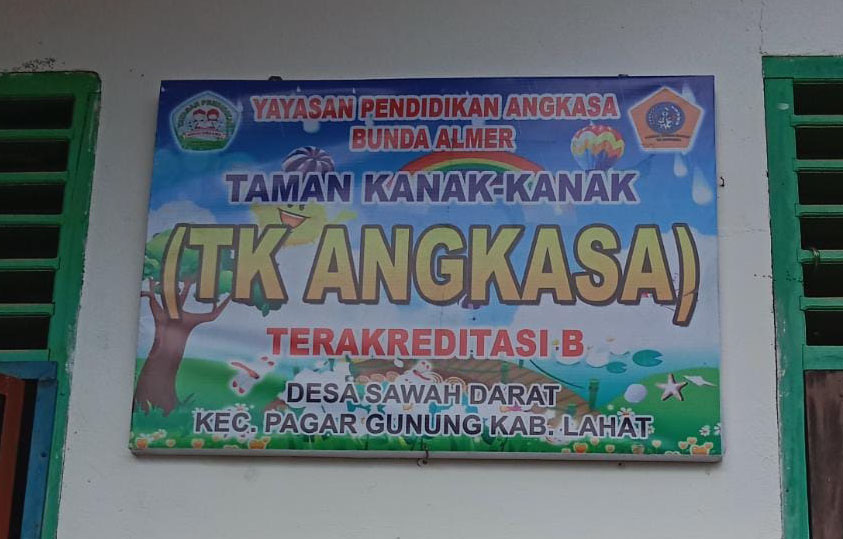 YAYASAN PENDIDIKAN ANGKASA
BUNDA ALMER
TAMAN KANAK-KANAK
(TK ANGKASA)
TERAKREDITASI B
DESA SAWAH DARAT
KEC. PAGAR GUNUNG KAB. LAHAT